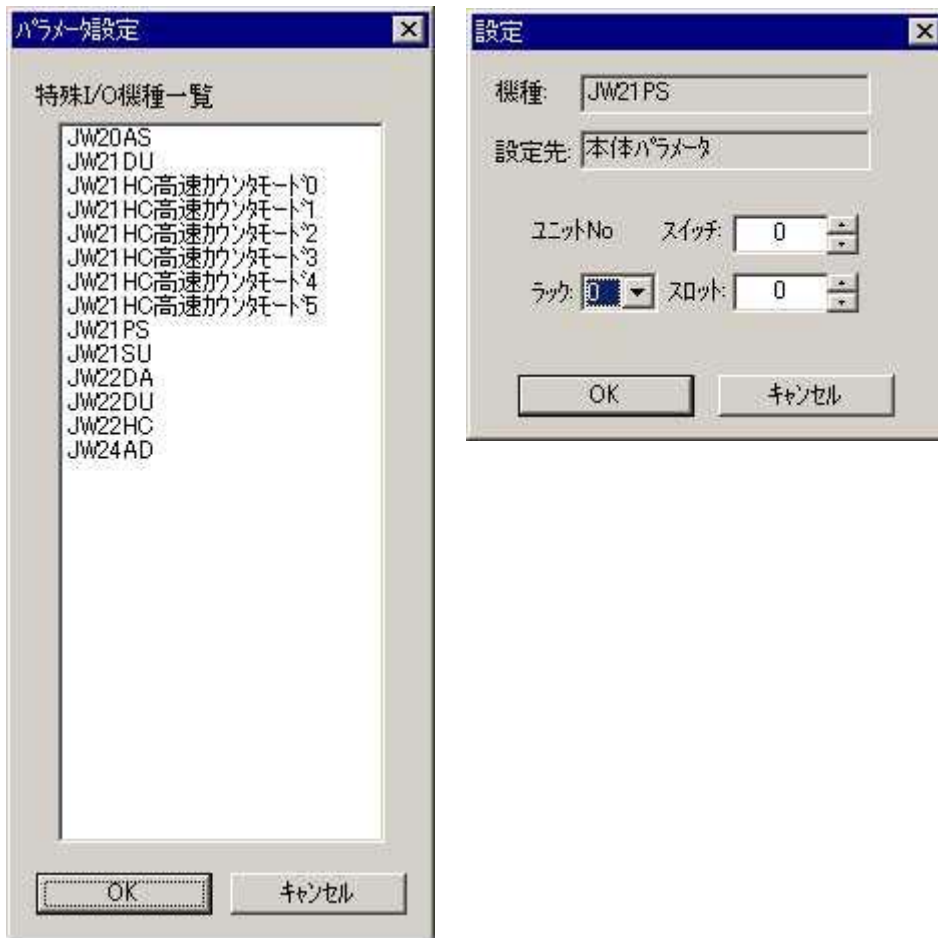 パラメータ設定
特殊I/O機種一覧
JW20AS
JW21DU
JW21HC高速カウンタモード0
JW21HC高速カウンタモード1
JW21HC高速カウンタモード2
JW21HC高速カウンタモード3
JW21HC高速カウンタモード4
JW21HC高速カウンタモード5
JW21PS
JW21SU
JW22DA
JW22DU
JW22HC
JW24AD
OK キャンセル
設定
機種: JW21PS
設定先: 本体パラメータ
ユニットNo スイッチ: 0
ラック: 0 スロット: 0
OK キャンセル